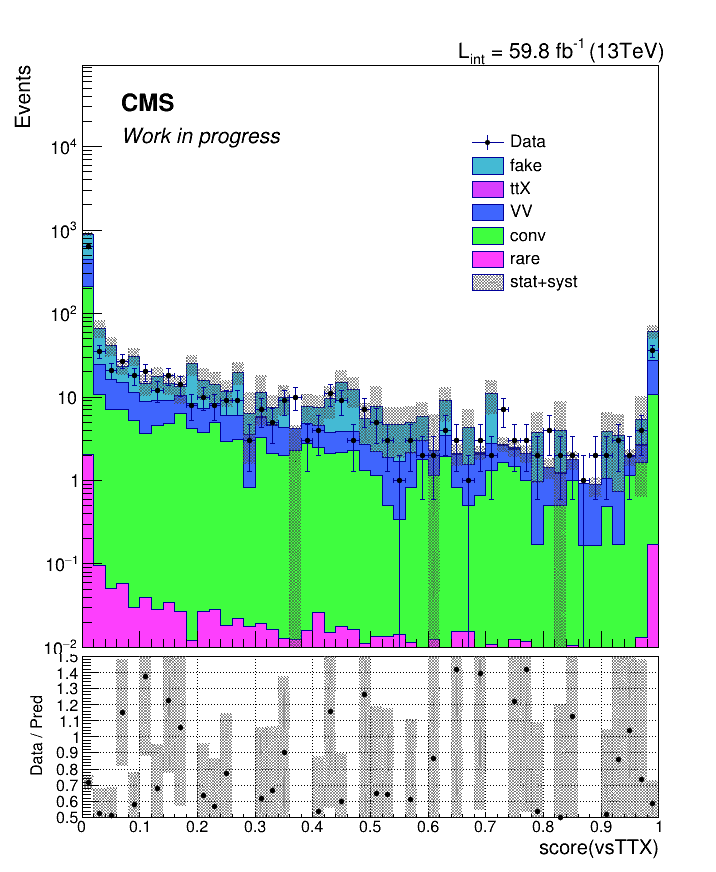 L_int = 59.8 fb^-1 (13TeV)
Events
CMS
Work in progress
Data
fake
ttX
VV
conv
rare
stat+syst
10^4
10^3
10^2
10
1
10^−1
10^−2
Data / Pred
1.5
1.4
1.3
1.2
1.1
1
0.9
0.8
0.7
0.6
0.5
0 0.1 0.2 0.3 0.4 0.5 0.6 0.7 0.8 0.9 1
score(vsTTX)